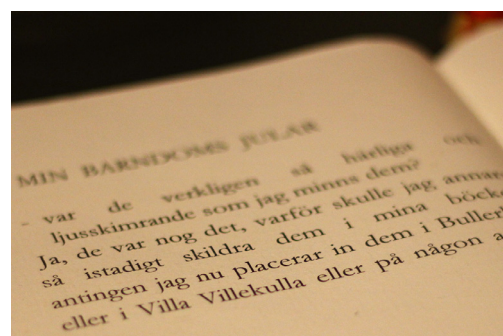 MIN BARNDOMS JULAR
- var de verkligen så härliga och
ljusskimrande som jag minns dem?
Ja, de var nog det, varför skulle jag annars
så istadigt skildra dem i mina böcke
antingen jag nu placerar in dem i Buller
eller i Villa Villekulla eller på någon a